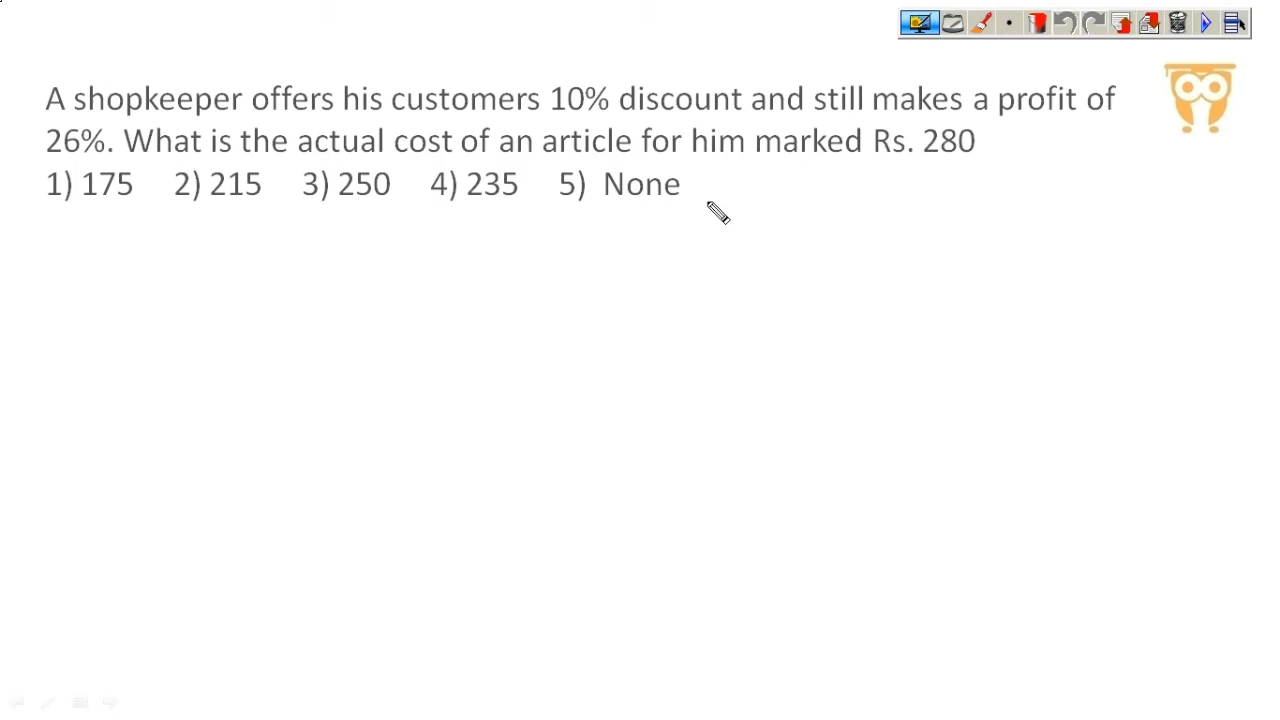 A shopkeeper offers his customers 10% discount and still makes a profit of
26%. What is the actual cost of an article for him marked Rs. 280
1) 175 2) 215 3) 250 4) 235 5) None